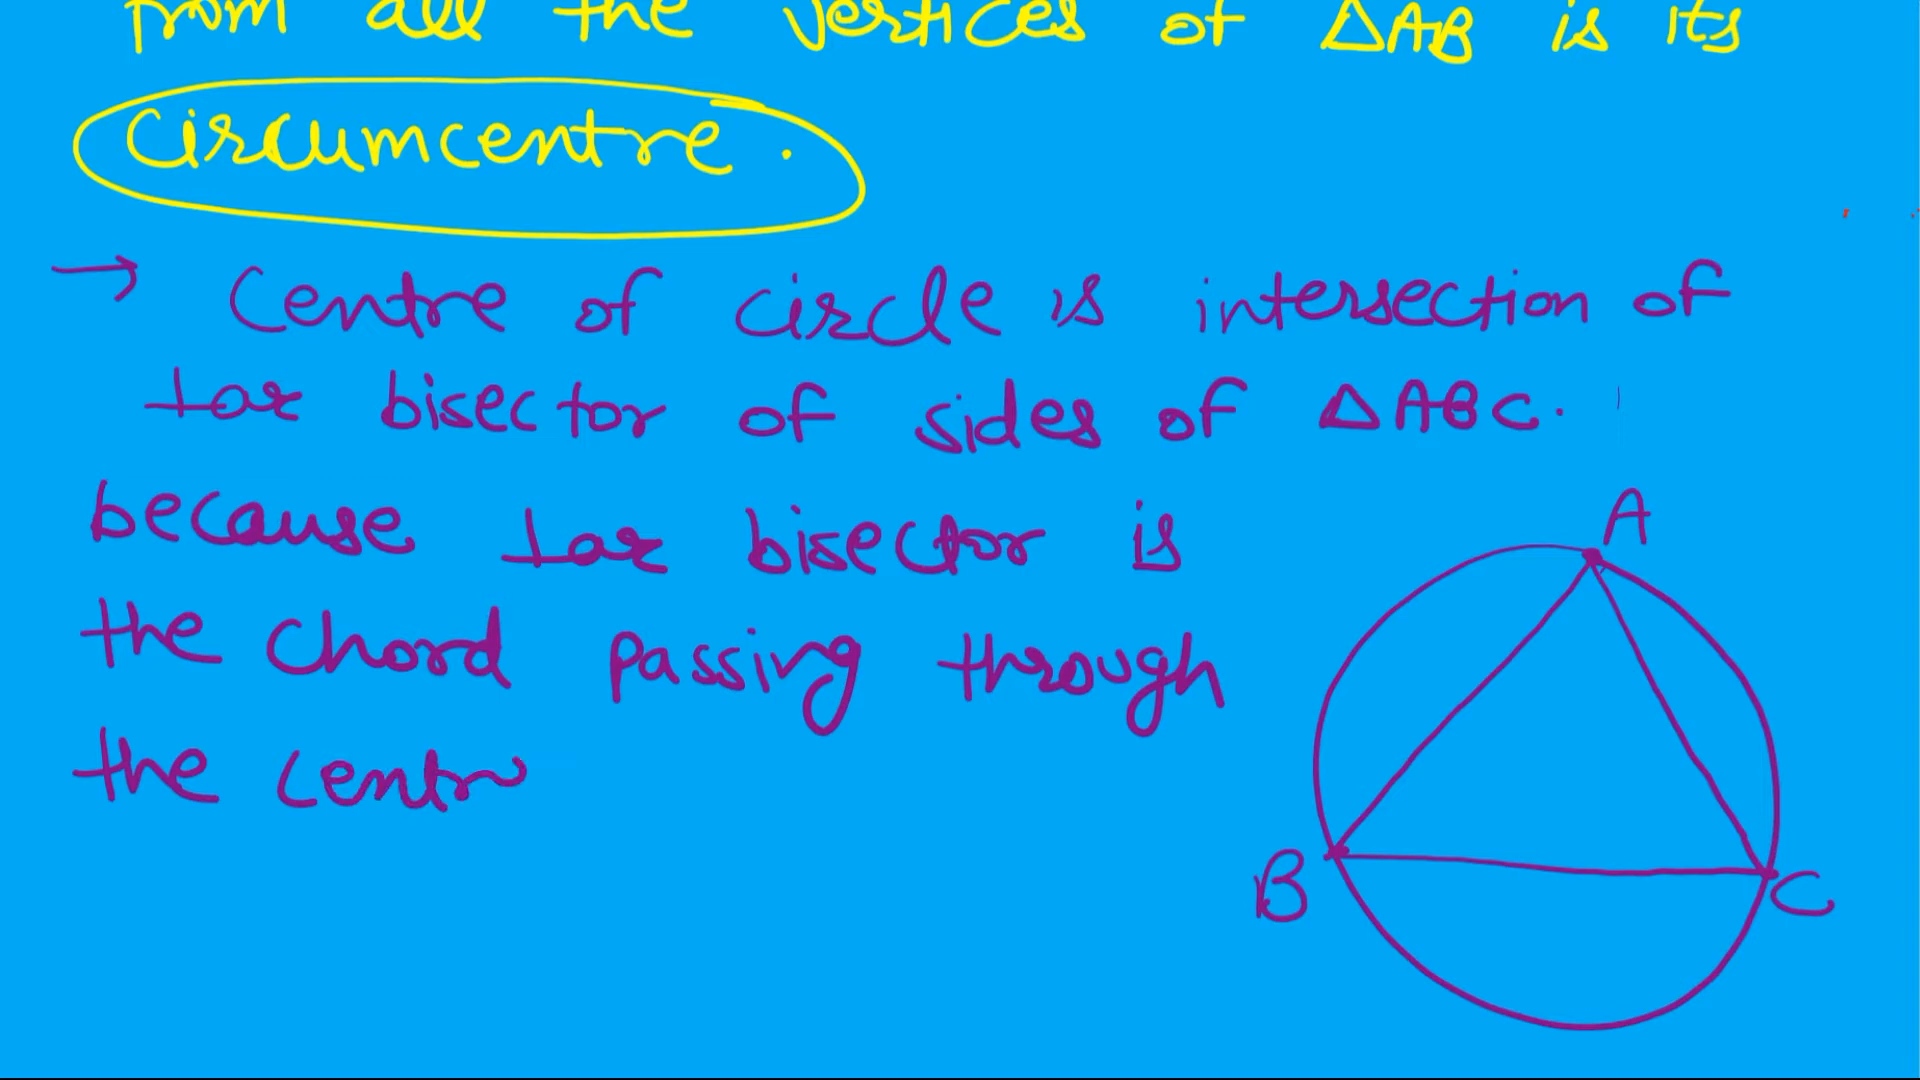 from all the vertices of ΔAB is its
circumcentre.
→ Centre of circle is intersection of
⊥ar bisector of sides of ΔABC.
because ⊥ar bisector is
the chord passing through
the centr
A
B
C